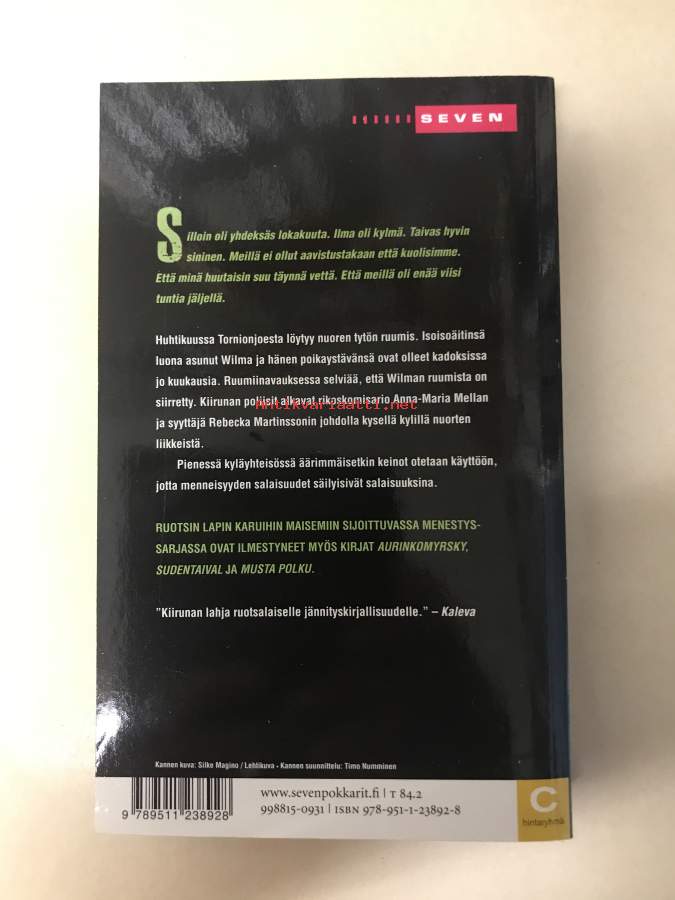 SEVEN
Silloin oli yhdeksäs lokakuuta. Ilma oli kylmä. Taivas hyvin
sininen. Meillä ei ollut aavistustakaan että kuolisimme.
Että minä huutaisin suu täynnä vettä. Että meillä oli enää viisi
tuntia jäljellä.
Huhtikuussa Tornionjoesta löytyy nuoren tytön ruumis. Isoisoäitinsä
luona asunut Wilma ja hänen poikaystävänsä ovat olleet kadoksissa
jo kuukausia. Ruumiinavauksessa selviää, että Wilman ruumista on
siirretty. Kiirunan poliisit alkavat rikoskomisario Anna-Maria Mellan
Antikvariaatti.net
ja syyttäjä Rebecka Martinssonin johdolla kysellä kylillä nuorten
liikkeistä.
Pienessä kyläyhteisössä äärimmäisetkin keinot otetaan käyttöön,
jotta menneisyyden salaisuudet säilyisivät salaisuuksina.
RUOTSIN LAPIN KARUIHIN MAISEMIIN SIJOITTUVASSA MENESTYS-
SARJASSA OVAT ILMESTYNEET MYÖS KIRJAT AURINKOMYRSKY,
SUDENTAIVAL JA MUSTA POLKU.
"Kiirunan lahja ruotsalaiselle jännityskirjallisuudelle." – Kaleva
Kannen kuva: Silke Magino / Lehtikuva • Kannen suunnittelu: Timo Numminen
www.sevenpokkarit.fi | T 84.2
998815-0931 | ISBN 978-951-1-23892-8
9 789511 238928
C
hintaryhmä